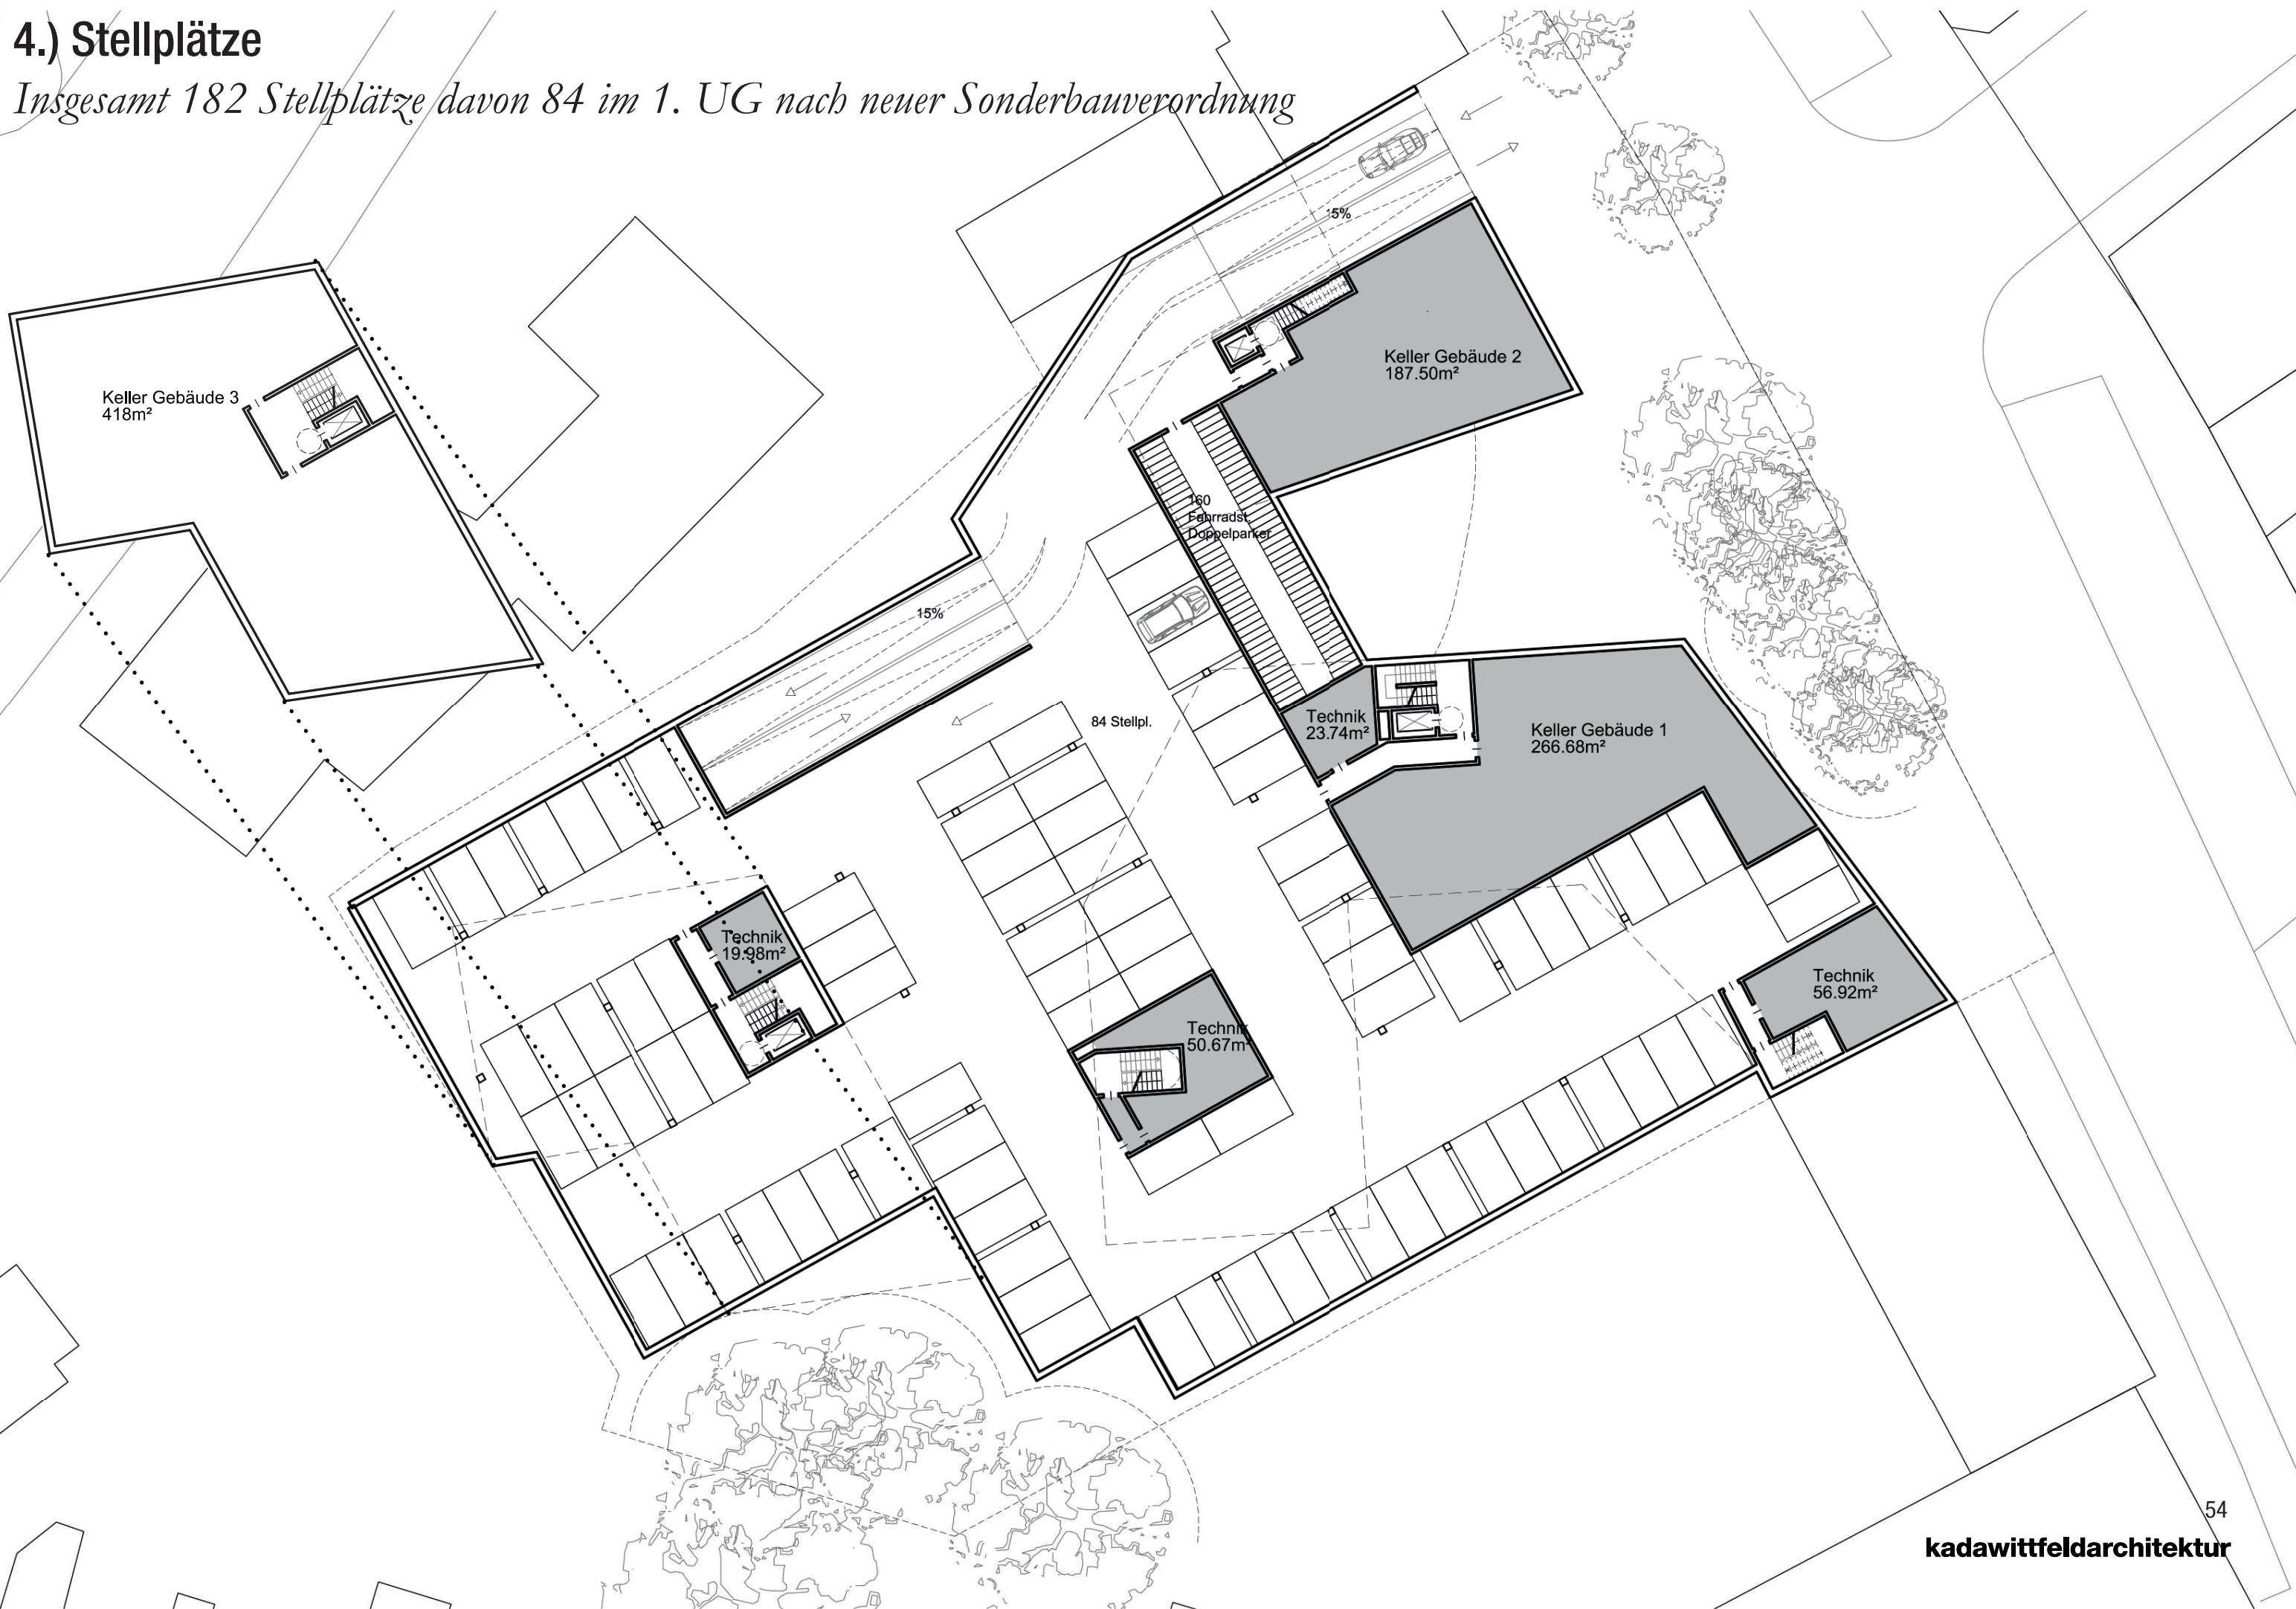 4.) Stellplätze
Insgesamt 182 Stellplätze davon 84 im 1. UG nach neuer Sonderbauverordnung
15%
Keller Gebäude 2
187.50m²
Keller Gebäude 3
418m²
160
Fahrradst.
Doppelparker
15%
84 Stellpl.
Technik
23.74m²
Keller Gebäude 1
266.68m²
Technik
19.98m²
Technik
56.92m²
Technik
50.67m²
54
kadawittfeldarchitektur